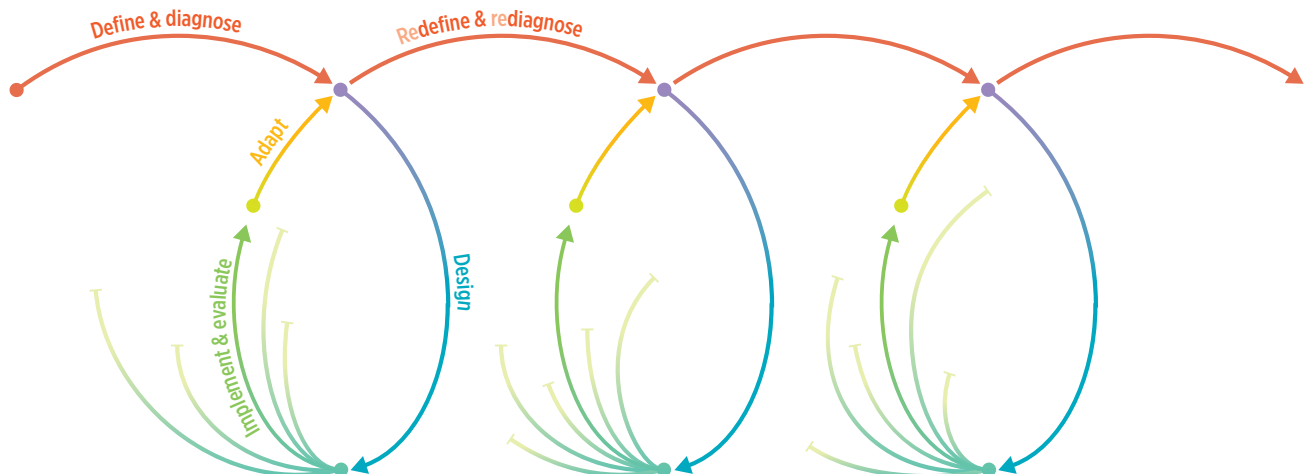 Define & diagnose
Redefine & rediagnose
Adapt
Implement & evaluate
Design